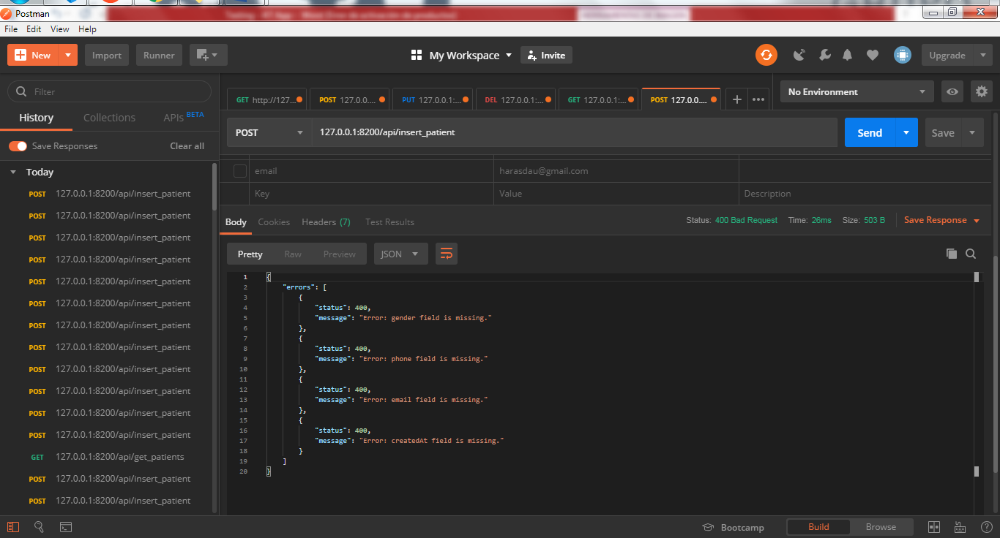 Postman
File Edit View Help
New Import Runner My Workspace Invite Upgrade
Filter
History Collections APIs BETA
Save Responses Clear all
Today
POST 127.0.0.1:8200/api/insert_patient
POST 127.0.0.1:8200/api/insert_patient
POST 127.0.0.1:8200/api/insert_patient
POST 127.0.0.1:8200/api/insert_patient
POST 127.0.0.1:8200/api/insert_patient
POST 127.0.0.1:8200/api/insert_patient
POST 127.0.0.1:8200/api/insert_patient
POST 127.0.0.1:8200/api/insert_patient
POST 127.0.0.1:8200/api/insert_patient
POST 127.0.0.1:8200/api/insert_patient
POST 127.0.0.1:8200/api/insert_patient
POST 127.0.0.1:8200/api/insert_patient
GET 127.0.0.1:8200/api/get_patients
POST 127.0.0.1:8200/api/insert_patient
POST 127.0.0.1:8200/api/insert_patient
GET http://127... POST 127.0.0.... PUT 127.0.0.1:... DEL 127.0.0.1:... GET 127.0.0.1:... POST 127.0.0.... No Environment
POST 127.0.0.1:8200/api/insert_patient Send Save
email harasdau@gmail.com
Key Value Description
Body Cookies Headers (7) Test Results Status: 400 Bad Request Time: 26ms Size: 503 B Save Response
Pretty Raw Preview JSON
1 {
2 "errors": [
3 {
4 "status": 400,
5 "message": "Error: gender field is missing."
6 },
7 {
8 "status": 400,
9 "message": "Error: phone field is missing."
10 },
11 {
12 "status": 400,
13 "message": "Error: email field is missing."
14 },
15 {
16 "status": 400,
17 "message": "Error: createdAt field is missing."
18 }
19 ]
20 }
Bootcamp Build Browse